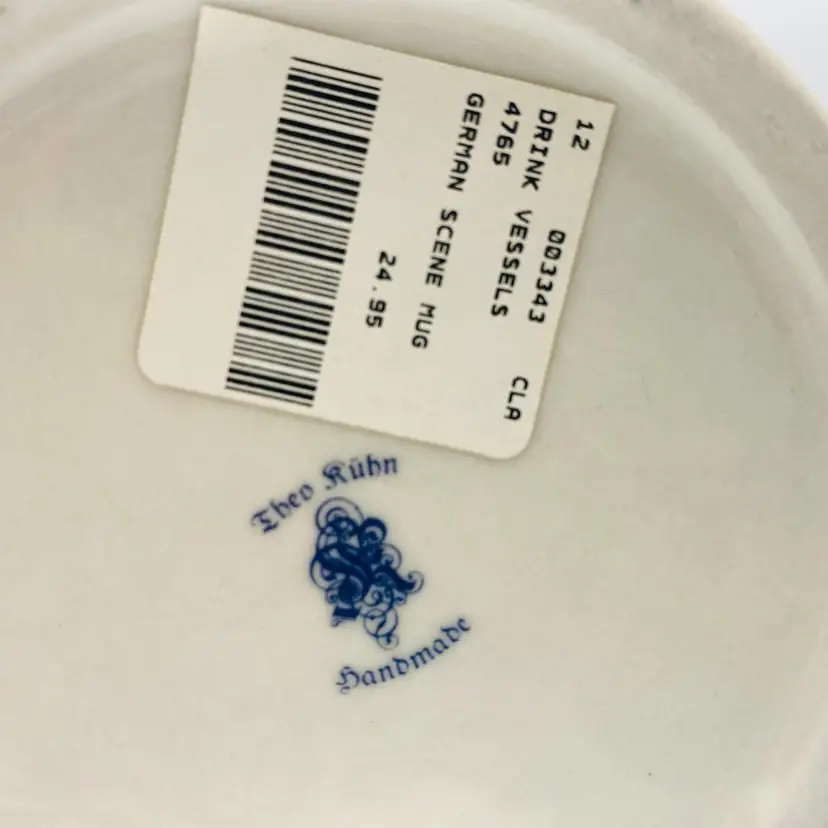 12 003343 CLA
DRINK VESSELS
4765
GERMAN SCENE MUG
24.95
Theo Kühn
Handmade